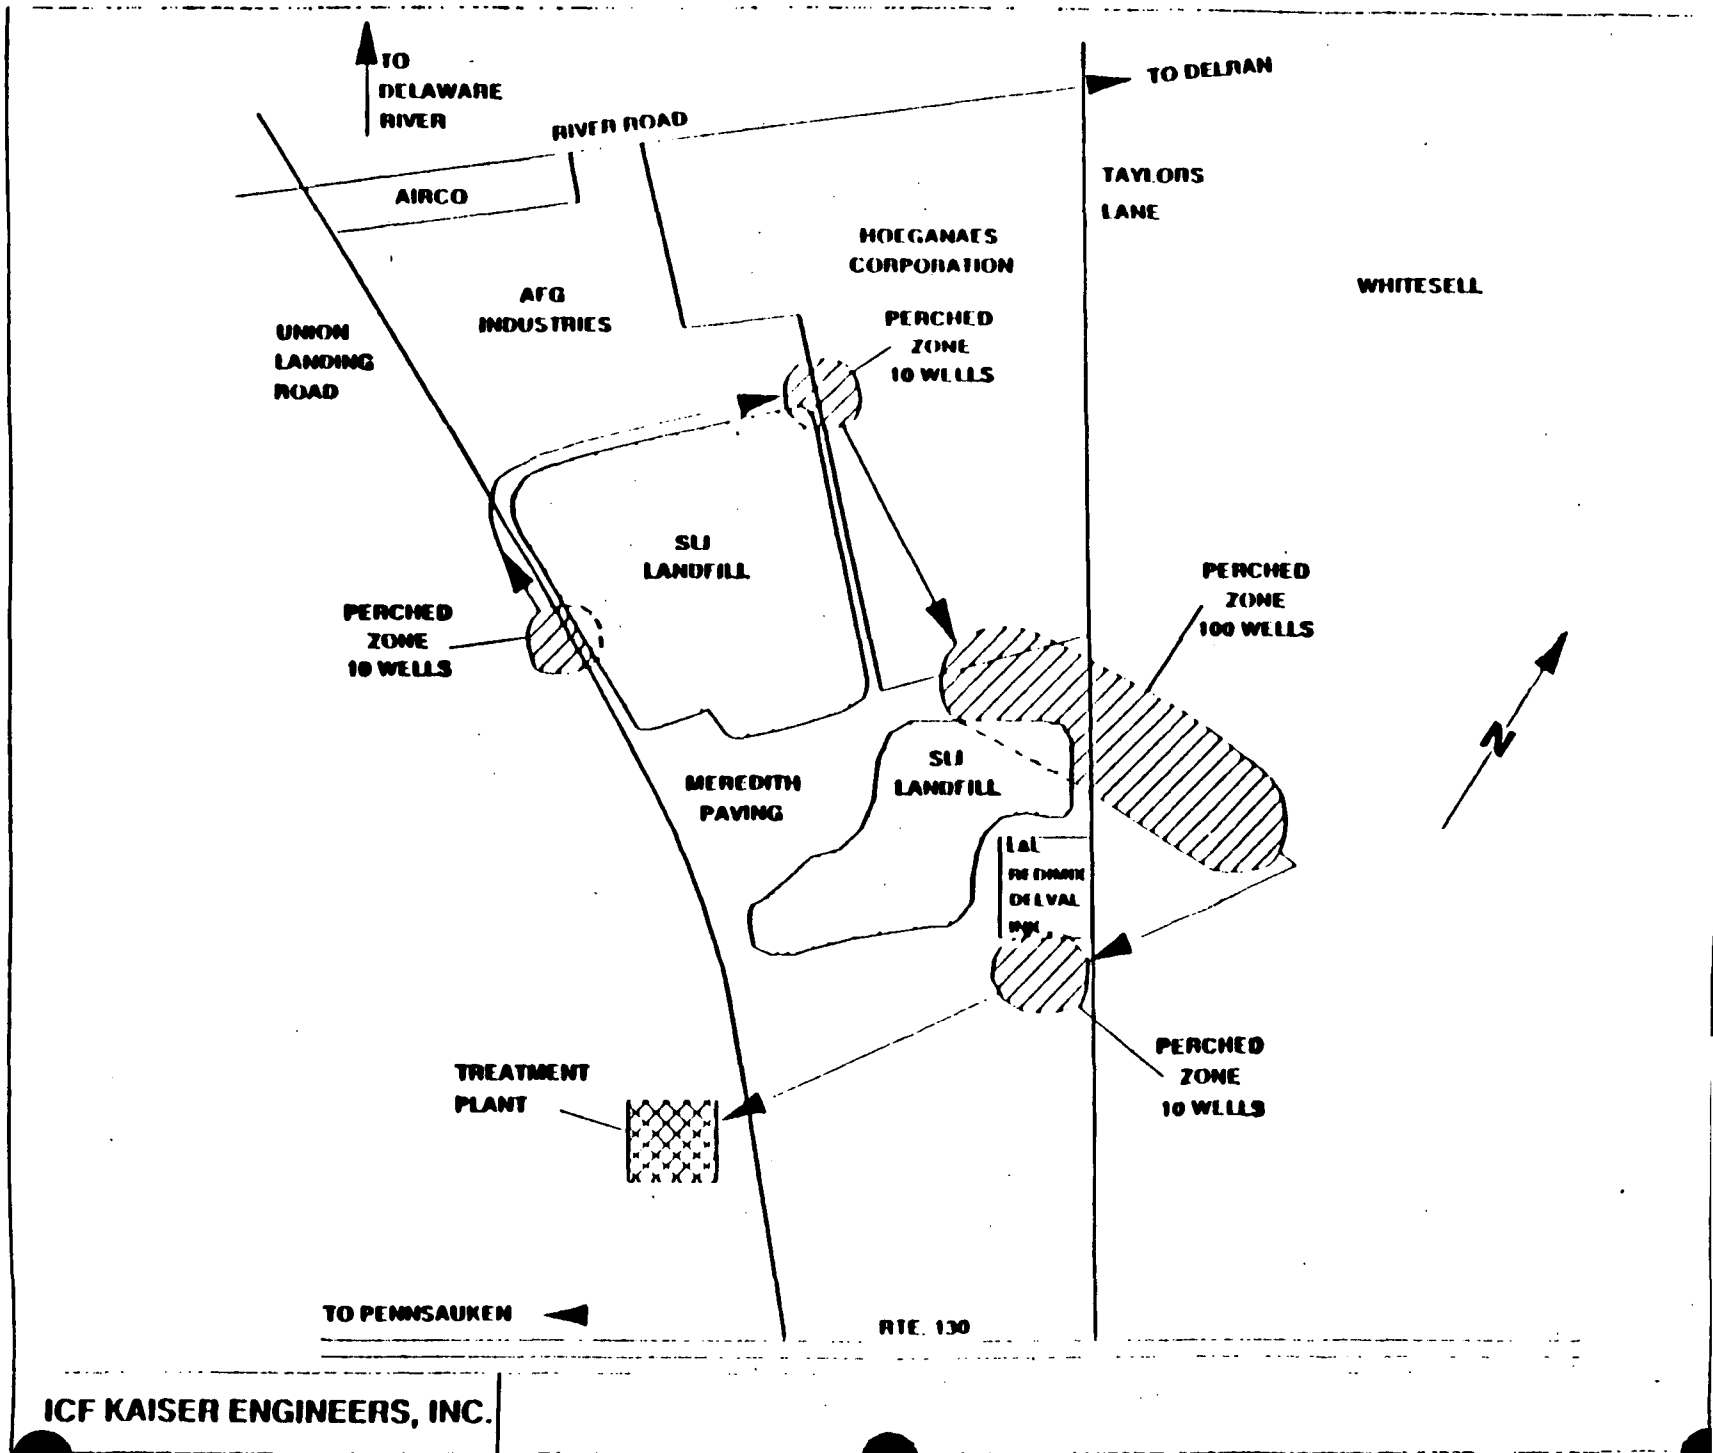 TO
DELAWARE
RIVER
TO DELRAN
RIVER ROAD
AIRCO
TAYLORS
LANE
HOEGANAES
CORPORATION
WHITESELL
AFG
INDUSTRIES
PERCHED
ZONE
10 WELLS
UNION
LANDING
ROAD
SLI
LANDFILL
PERCHED
ZONE
100 WELLS
PERCHED
ZONE
10 WELLS
N
SLI
LANDFILL
MEREDITH
PAVING
L&L
REDIMIX
DELVAL
INK
PERCHED
ZONE
10 WELLS
TREATMENT
PLANT
TO PENNSAUKEN
RTE. 130
ICF KAISER ENGINEERS, INC.